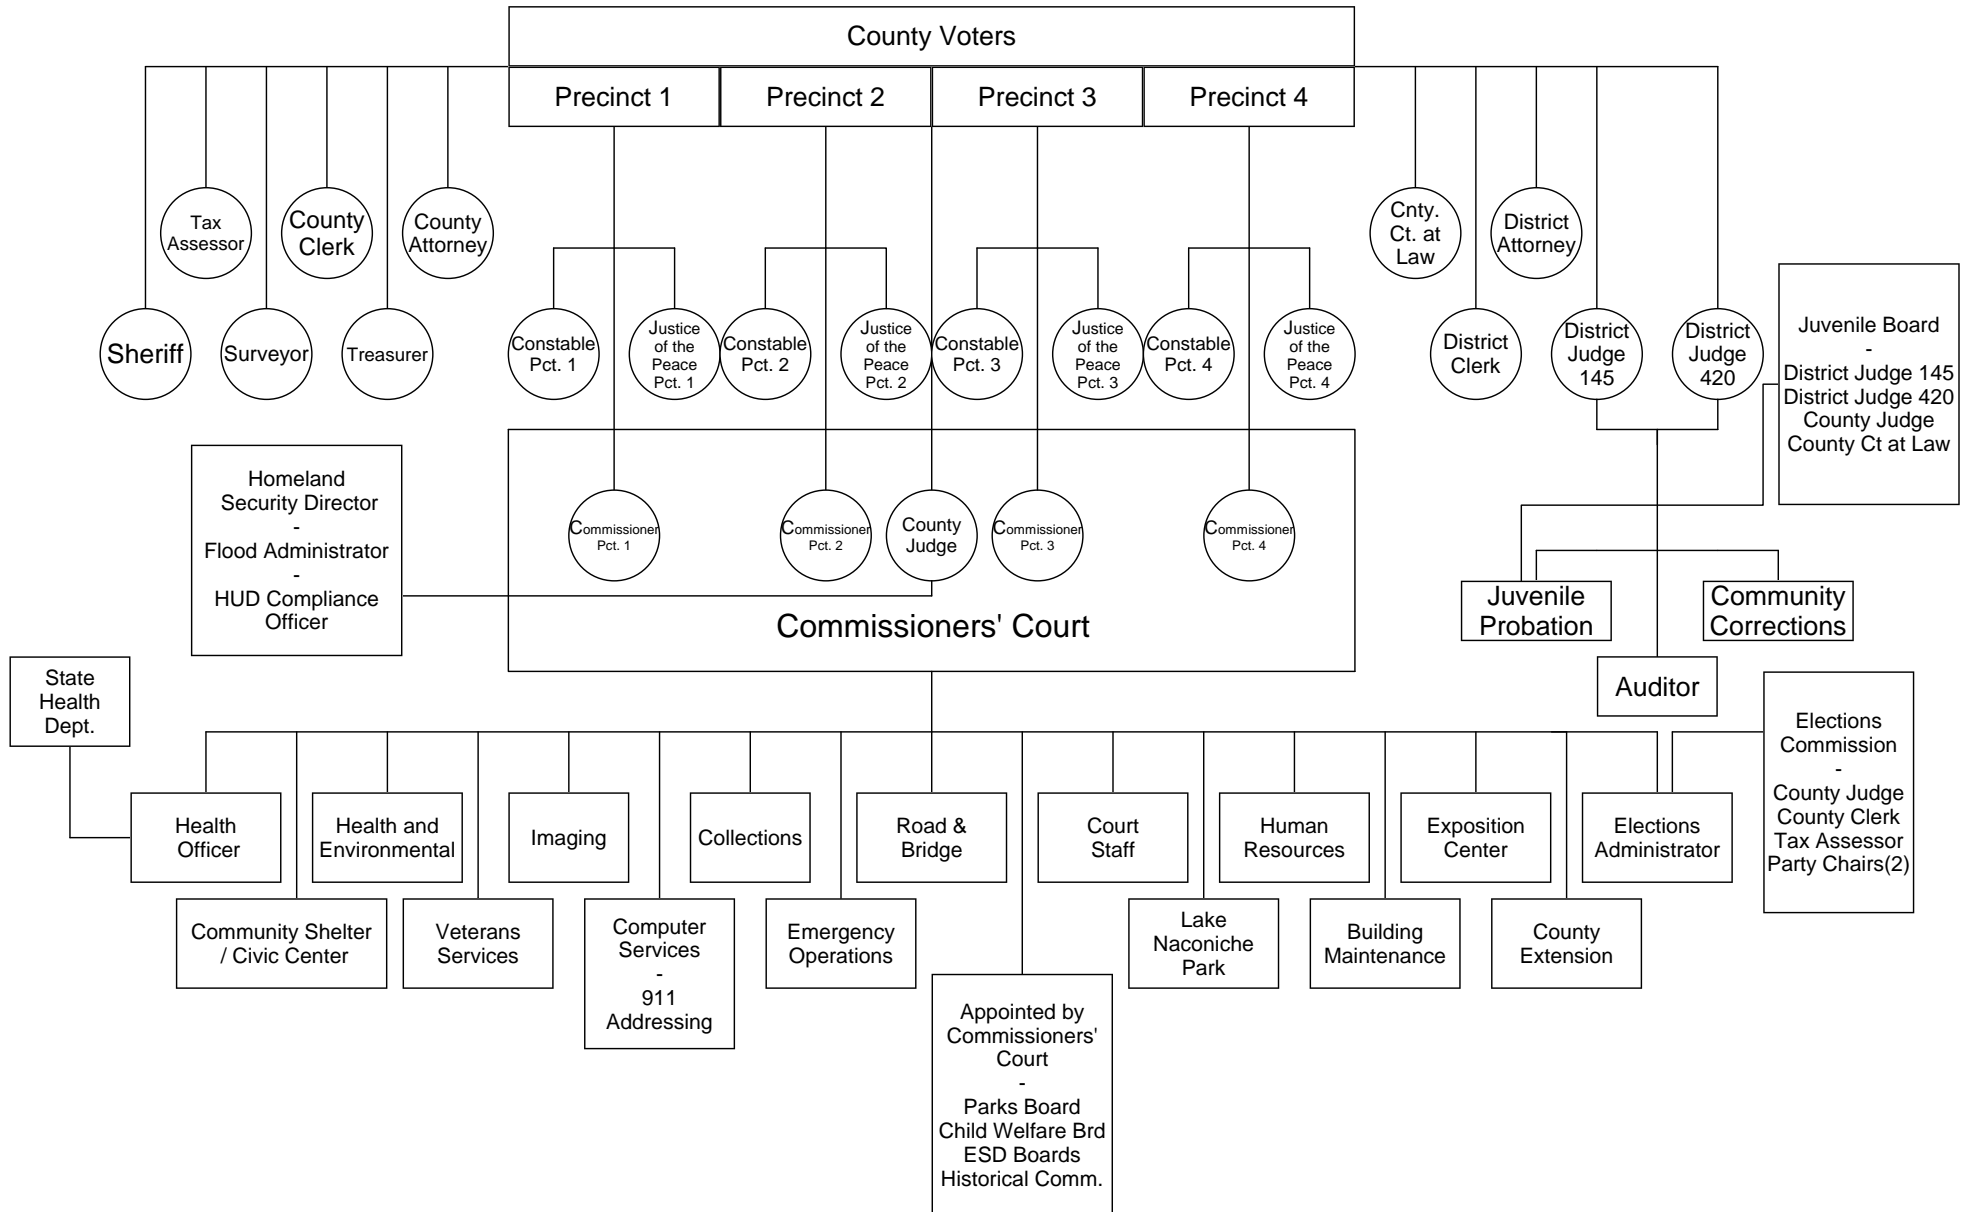 County Voters
Precinct 1
Precinct 2
Precinct 3
Precinct 4
Tax
Assessor
County
Clerk
County
Attorney
Cnty.
Ct. at
Law
District
Attorney
Sheriff
Surveyor
Treasurer
Constable
Pct. 1
Justice
of the
Peace
Pct. 1
Constable
Pct. 2
Justice
of the
Peace
Pct. 2
Constable
Pct. 3
Justice
of the
Peace
Pct. 3
Constable
Pct. 4
Justice
of the
Peace
Pct. 4
District
Clerk
District
Judge
145
District
Judge
420
Juvenile Board
-
District Judge 145
District Judge 420
County Judge
County Ct at Law
Homeland
Security Director
-
Flood Administrator
-
HUD Compliance
Officer
Commissioner
Pct. 1
Commissioner
Pct. 2
County
Judge
Commissioner
Pct. 3
Commissioner
Pct. 4
Commissioners' Court
Juvenile
Probation
Community
Corrections
Auditor
State
Health
Dept.
Elections
Commission
-
County Judge
County Clerk
Tax Assessor
Party Chairs(2)
Health
Officer
Health and
Environmental
Imaging
Collections
Road &
Bridge
Court
Staff
Human
Resources
Exposition
Center
Elections
Administrator
Community Shelter
/ Civic Center
Veterans
Services
Computer
Services
-
911
Addressing
Emergency
Operations
Appointed by
Commissioners'
Court
-
Parks Board
Child Welfare Brd
ESD Boards
Historical Comm.
Lake
Naconiche
Park
Building
Maintenance
County
Extension